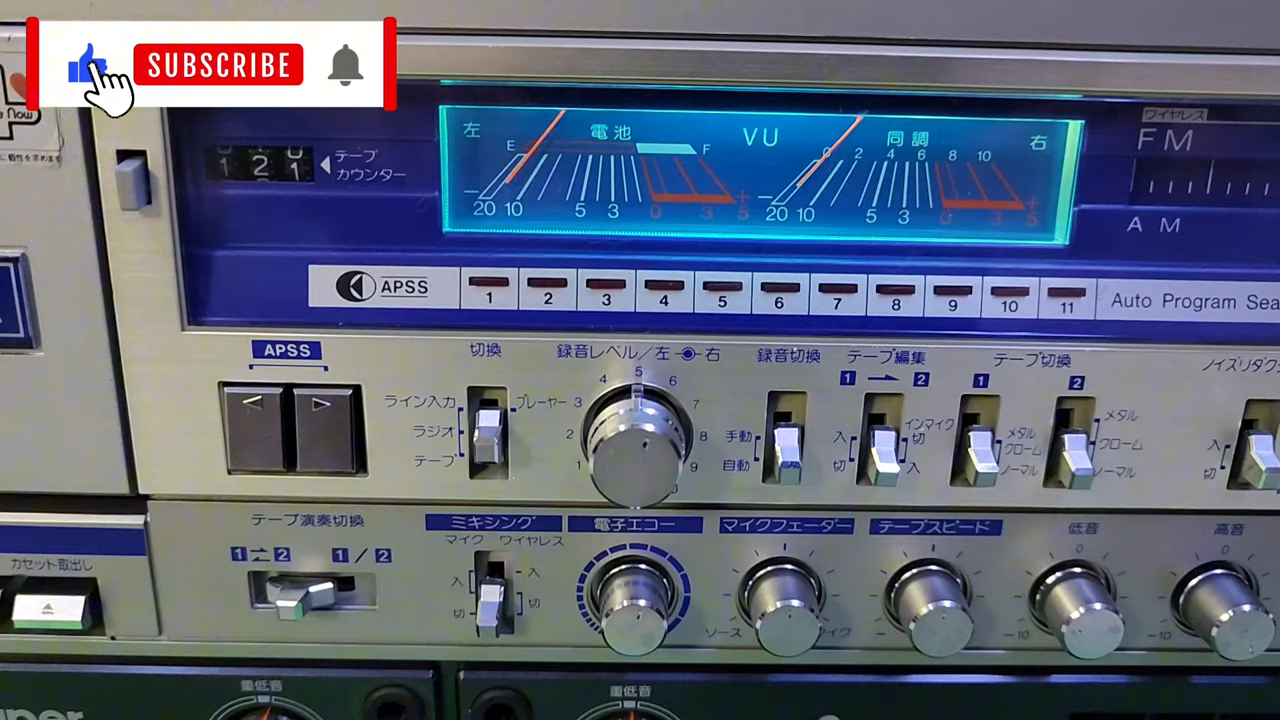 SUBSCRIBE
Now
ワイヤレス
FM
AM
左 電池 VU 同調 右
E F 0 2 4 6 8 10
- 20 10 5 3 0 3 5 +
- 20 10 5 3 0 3 5 +
1 2 1
テープ
カウンター
APSS 1 2 3 4 5 6 7 8 9 10 11 Auto Program Sea
APSS
切換
ライン入力
ラジオ
テープ
プレーヤー
録音レベル/左 右
1 2 3 4 5 6 7 8 9
録音切換
手動
自動
テープ編集
1 2
入
切
インマイク
切
入
テープ切換
1 2
メタル
クローム
ノーマル
メタル
クローム
ノーマル
ノイズリダク
入
切
カセット取出し
テープ演奏切換
1 2 1 / 2
ミキシング
マイク ワイヤレス
入
切
入
切
電子エコー
マイクフェーダー
ソース
テープスピード
- 
低音
0
-10
高音
0
-10
重低音
重低音